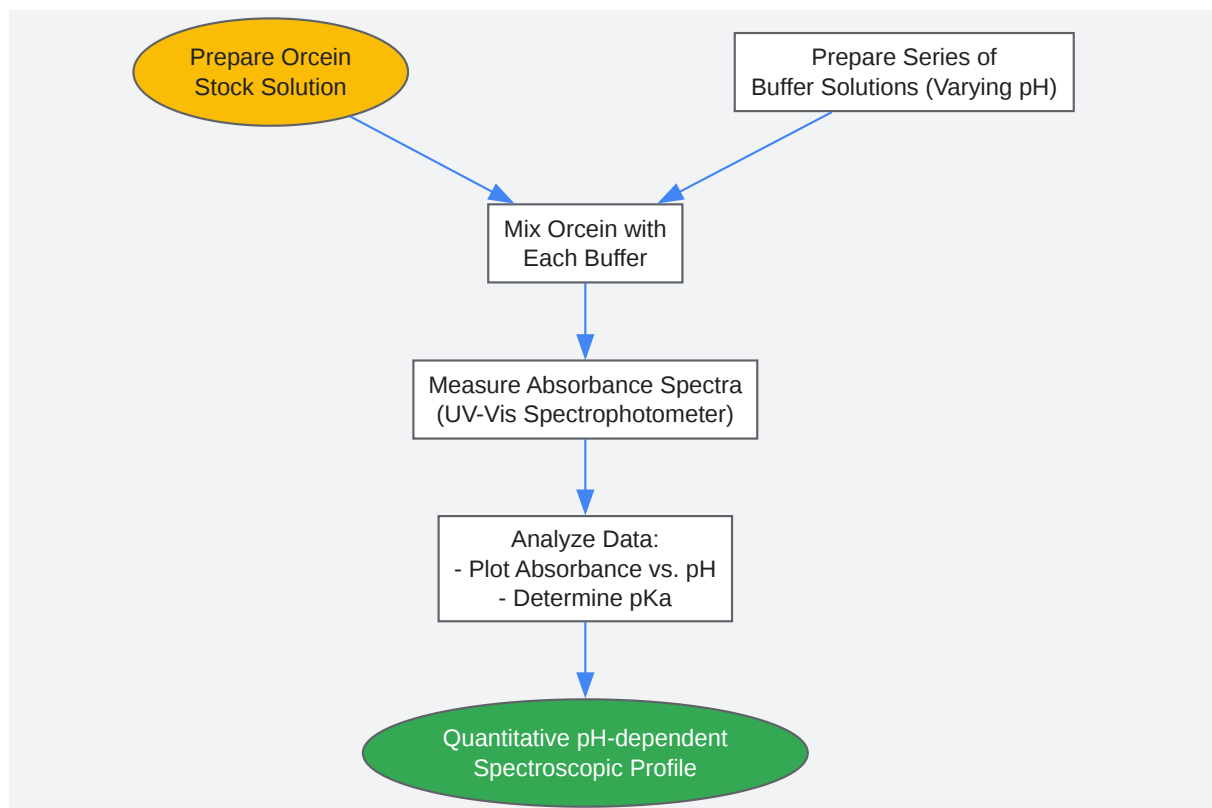 Prepare Orcein
Stock Solution
Prepare Series of
Buffer Solutions (Varying pH)
Mix Orcein with
Each Buffer
Measure Absorbance Spectra
(UV-Vis Spectrophotometer)
Analyze Data:
- Plot Absorbance vs. pH
- Determine pKa
Quantitative pH-dependent
Spectroscopic Profile